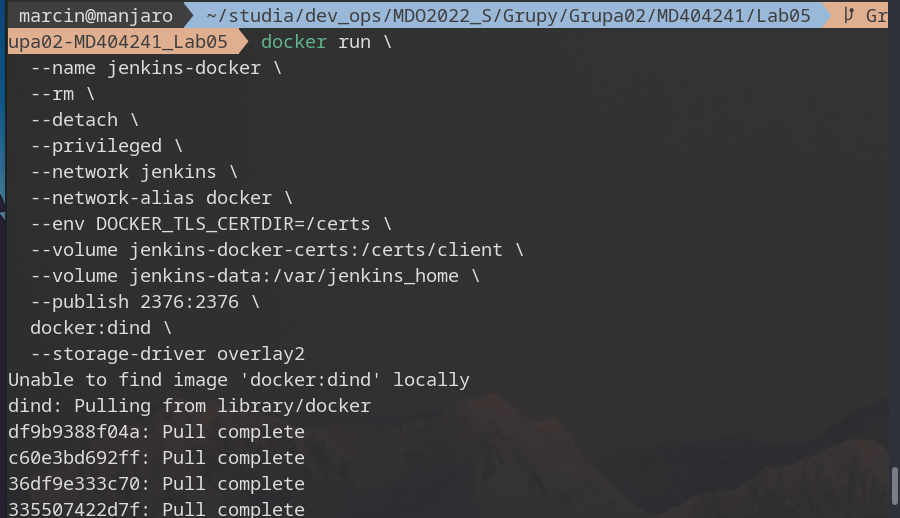 marcin@manjaro ~/studia/dev_ops/MDO2022_S/Grupy/Grupa02/MD404241/Lab05 Gr
upa02-MD404241_Lab05 docker run \
--name jenkins-docker \
--rm \
--detach \
--privileged \
--network jenkins \
--network-alias docker \
--env DOCKER_TLS_CERTDIR=/certs \
--volume jenkins-docker-certs:/certs/client \
--volume jenkins-data:/var/jenkins_home \
--publish 2376:2376 \
docker:dind \
--storage-driver overlay2
Unable to find image 'docker:dind' locally
dind: Pulling from library/docker
df9b9388f04a: Pull complete
c60e3bd692ff: Pull complete
36df9e333c70: Pull complete
335507422d7f: Pull complete